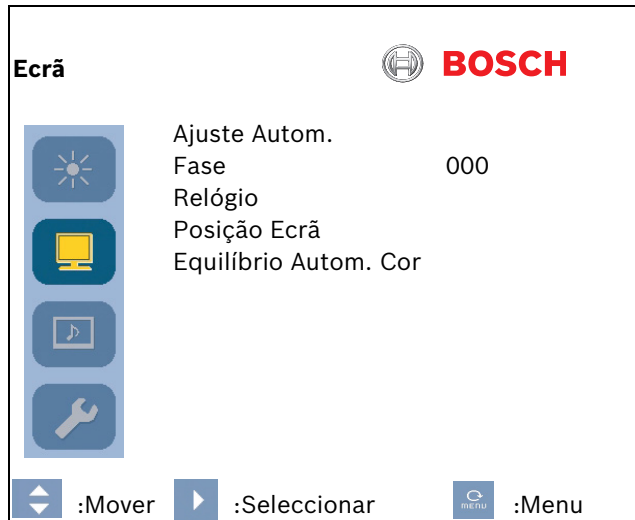 Ecrã
BOSCH
Ajuste Autom.
Fase 000
Relógio
Posição Ecrã
Equilíbrio Autom. Cor
:Mover :Seleccionar MENU :Menu